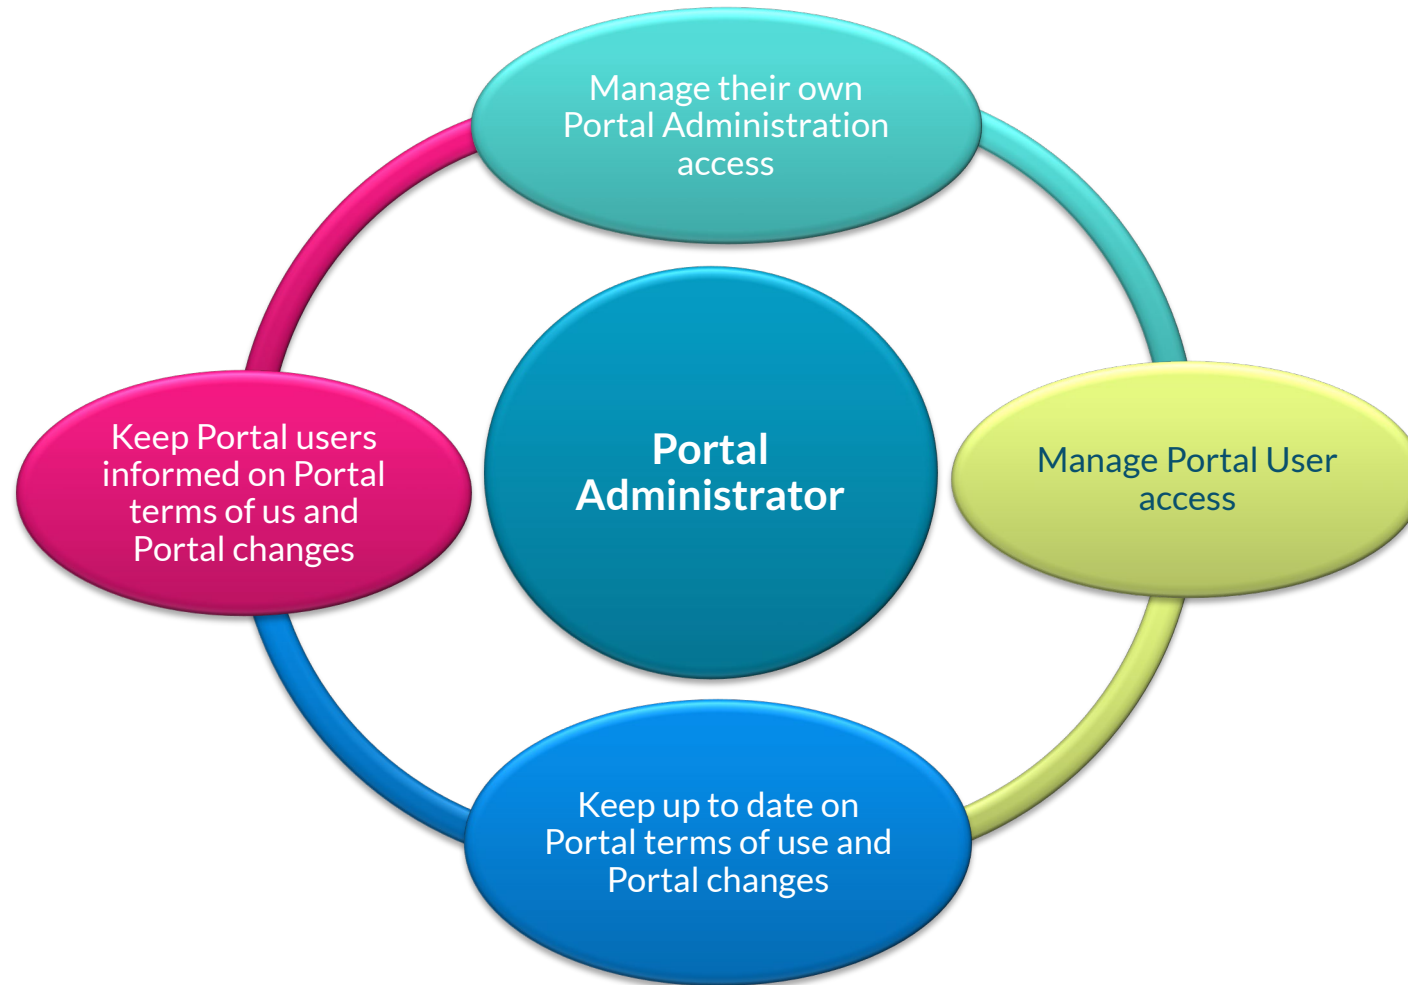 Manage their own
Portal Administration
access
Keep Portal users
informed on Portal
terms of us and
Portal changes
Portal
Administrator
Manage Portal User
access
Keep up to date on
Portal terms of use and
Portal changes